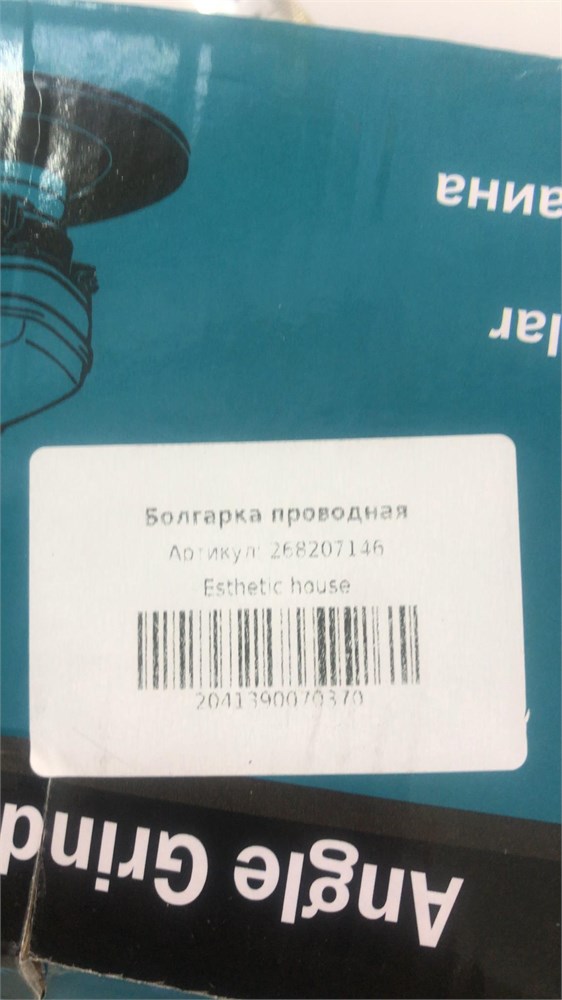 аина
lar
Болгарка проводная
Артикул: 268207146
Esthetic house
2041390070370
Angle Grind